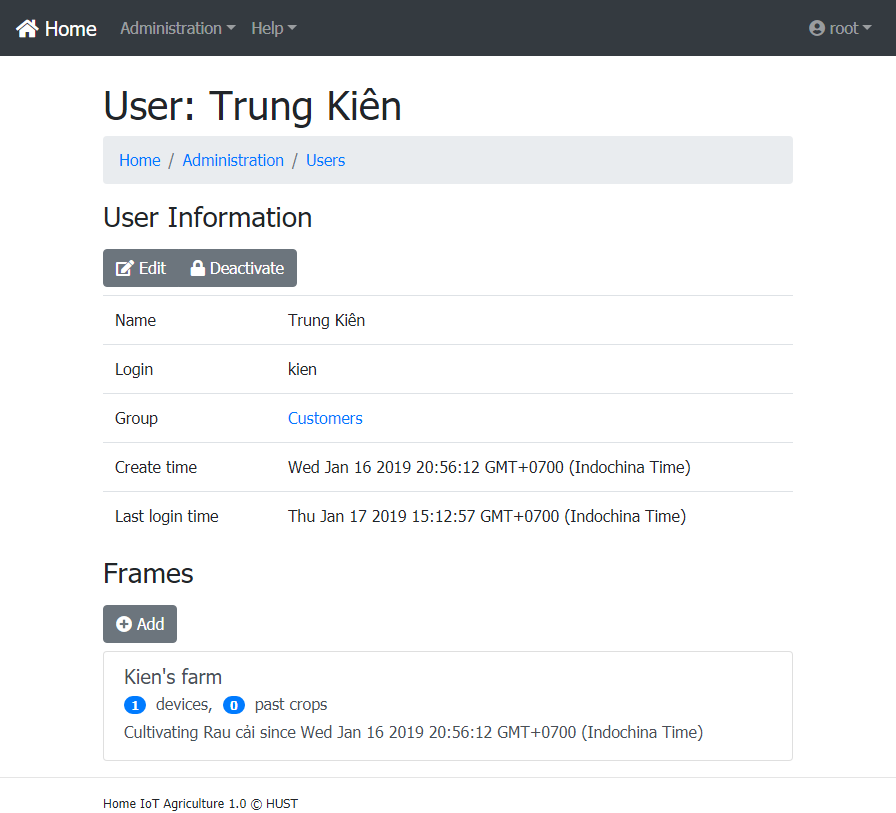 Home Administration Help root
User: Trung Kiên
Home / Administration / Users
User Information
Edit Deactivate
Name Trung Kiên
Login kien
Group Customers
Create time Wed Jan 16 2019 20:56:12 GMT+0700 (Indochina Time)
Last login time Thu Jan 17 2019 15:12:57 GMT+0700 (Indochina Time)
Frames
Add
Kien's farm
1 devices, 0 past crops
Cultivating Rau cải since Wed Jan 16 2019 20:56:12 GMT+0700 (Indochina Time)
Home IoT Agriculture 1.0 © HUST